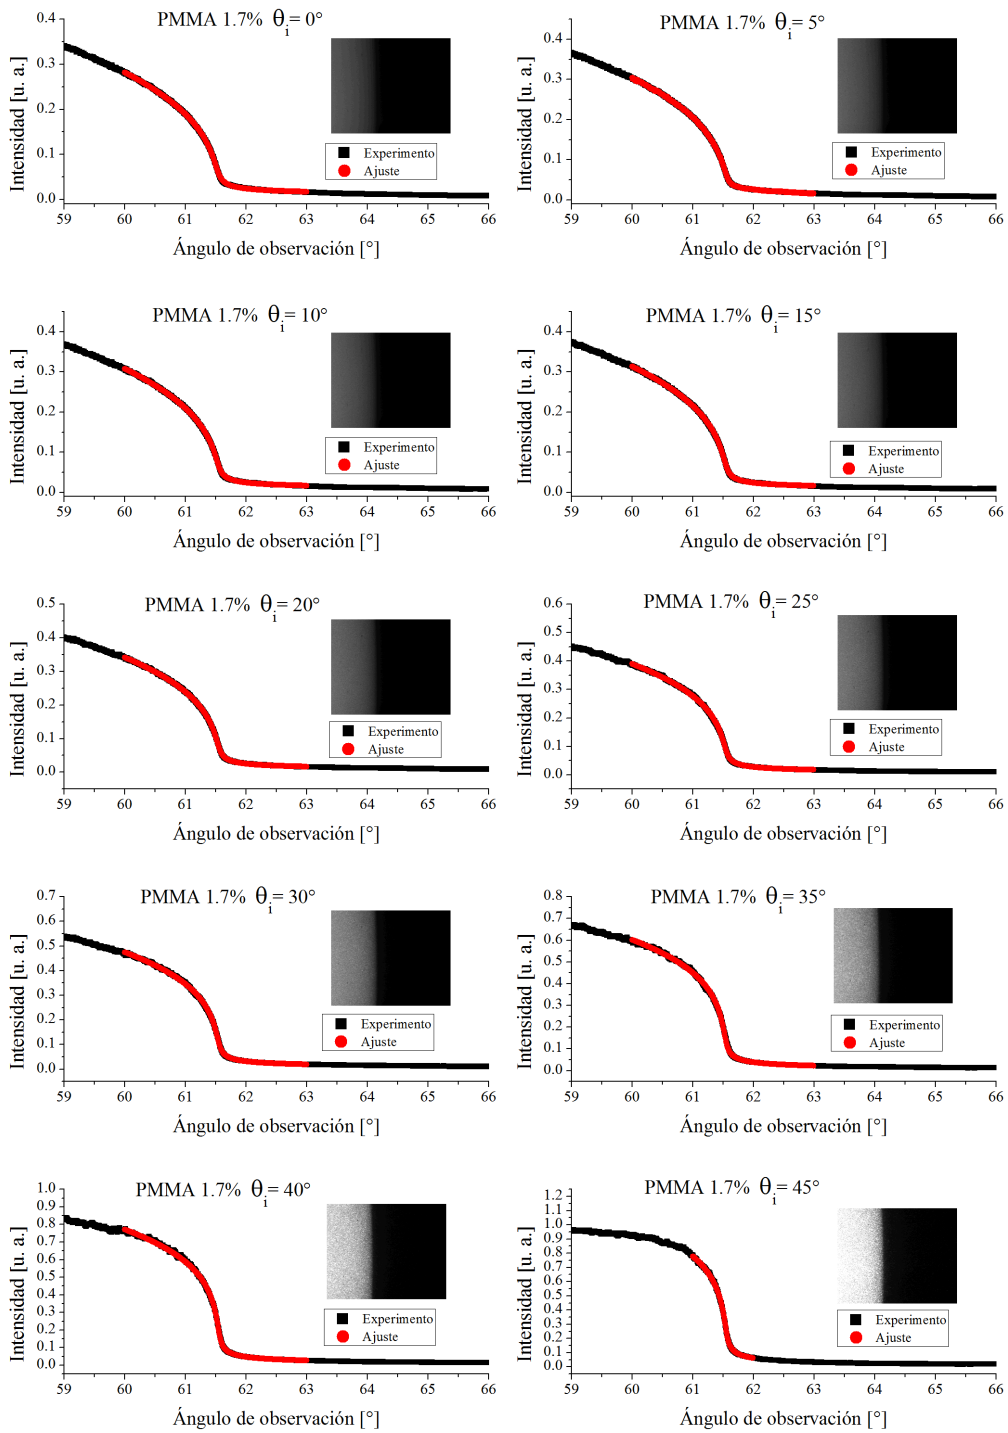 PMMA 1.7% θi= 0°
Intensidad [u. a.]
0.4
0.3
0.2
0.1
0.0
Experimento
Ajuste
59 60 61 62 63 64 65 66
Ángulo de observación [°]
PMMA 1.7% θi= 5°
Intensidad [u. a.]
0.4
0.3
0.2
0.1
0.0
Experimento
Ajuste
59 60 61 62 63 64 65 66
Ángulo de observación [°]
PMMA 1.7% θi= 10°
Intensidad [u. a.]
0.4
0.3
0.2
0.1
0.0
Experimento
Ajuste
59 60 61 62 63 64 65 66
Ángulo de observación [°]
PMMA 1.7% θi= 15°
Intensidad [u. a.]
0.4
0.3
0.2
0.1
0.0
Experimento
Ajuste
59 60 61 62 63 64 65 66
Ángulo de observación [°]
PMMA 1.7% θi= 20°
Intensidad [u. a.]
0.5
0.4
0.3
0.2
0.1
0.0
Experimento
Ajuste
59 60 61 62 63 64 65 66
Ángulo de observación [°]
PMMA 1.7% θi= 25°
Intensidad [u. a.]
0.6
0.5
0.4
0.3
0.2
0.1
0.0
Experimento
Ajuste
59 60 61 62 63 64 65 66
Ángulo de observación [°]
PMMA 1.7% θi= 30°
Intensidad [u. a.]
0.7
0.6
0.5
0.4
0.3
0.2
0.1
0.0
Experimento
Ajuste
59 60 61 62 63 64 65 66
Ángulo de observación [°]
PMMA 1.7% θi= 35°
Intensidad [u. a.]
0.8
0.7
0.6
0.5
0.4
0.3
0.2
0.1
0.0
Experimento
Ajuste
59 60 61 62 63 64 65 66
Ángulo de observación [°]
PMMA 1.7% θi= 40°
Intensidad [u. a.]
1.0
0.9
0.8
0.7
0.6
0.5
0.4
0.3
0.2
0.1
0.0
Experimento
Ajuste
59 60 61 62 63 64 65 66
Ángulo de observación [°]
PMMA 1.7% θi= 45°
Intensidad [u. a.]
1.2
1.1
1.0
0.9
0.8
0.7
0.6
0.5
0.4
0.3
0.2
0.1
0.0
Experimento
Ajuste
59 60 61 62 63 64 65 66
Ángulo de observación [°]